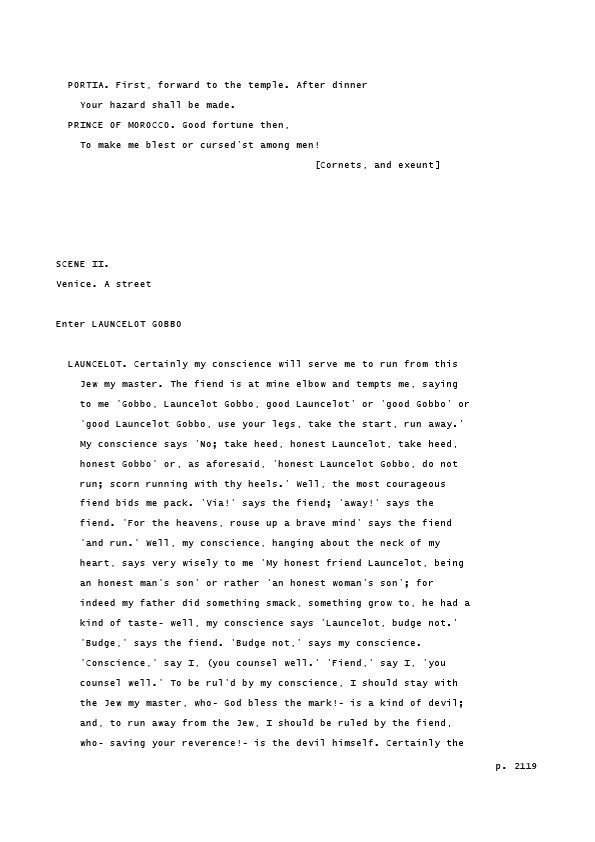 PORTIA. First, forward to the temple. After dinner
Your hazard shall be made.
PRINCE OF MOROCCO. Good fortune then,
To make me blest or cursed'st among men!
[Cornets, and exeunt]
SCENE II.
Venice. A street
Enter LAUNCELOT GOBBO
LAUNCELOT. Certainly my conscience will serve me to run from this
Jew my master. The fiend is at mine elbow and tempts me, saying
to me 'Gobbo, Launcelot Gobbo, good Launcelot' or 'good Gobbo' or
'good Launcelot Gobbo, use your legs, take the start, run away.'
My conscience says 'No; take heed, honest Launcelot, take heed,
honest Gobbo' or, as aforesaid, 'honest Launcelot Gobbo, do not
run; scorn running with thy heels.' Well, the most courageous
fiend bids me pack. 'Via!' says the fiend; 'away!' says the
fiend. 'For the heavens, rouse up a brave mind' says the fiend
'and run.' Well, my conscience, hanging about the neck of my
heart, says very wisely to me 'My honest friend Launcelot, being
an honest man's son' or rather 'an honest woman's son'; for
indeed my father did something smack, something grow to, he had a
kind of taste- well, my conscience says 'Launcelot, budge not.'
'Budge,' says the fiend. 'Budge not,' says my conscience.
'Conscience,' say I, (you counsel well.' 'Fiend,' say I, 'you
counsel well.' To be rul'd by my conscience, I should stay with
the Jew my master, who- God bless the mark!- is a kind of devil;
and, to run away from the Jew, I should be ruled by the fiend,
who- saving your reverence!- is the devil himself. Certainly the
p. 2119